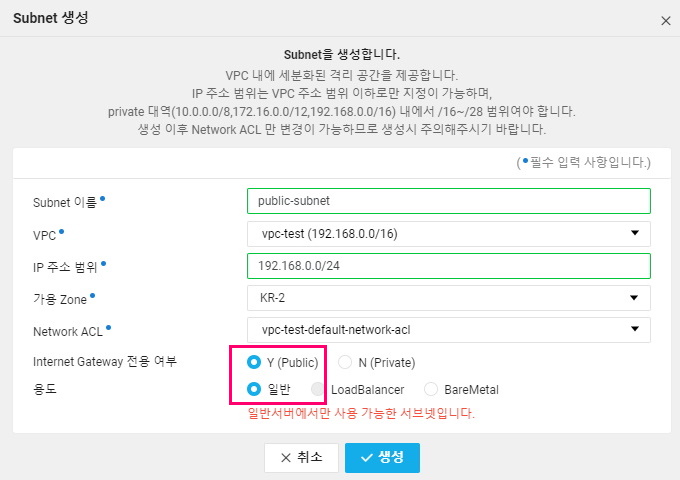 Subnet 생성
Subnet을 생성합니다.
VPC 내에 세분화된 격리 공간을 제공합니다.
IP 주소 범위는 VPC 주소 범위 이하로만 지정이 가능하며,
private 대역(10.0.0.0/8,172.16.0.0/12,192.168.0.0/16) 내에서 /16~/28 범위여야 합니다.
생성 이후 Network ACL 만 변경이 가능하므로 생성시 주의해주시기 바랍니다.
(•필수 입력 사항입니다.)
Subnet 이름• public-subnet
VPC• vpc-test (192.168.0.0/16)
IP 주소 범위• 192.168.0.0/24
가용 Zone• KR-2
Network ACL• vpc-test-default-network-acl
Internet Gateway 전용 여부 Y (Public) N (Private)
용도 일반 LoadBalancer BareMetal
일반서버에서만 사용 가능한 서브넷입니다.
취소 생성